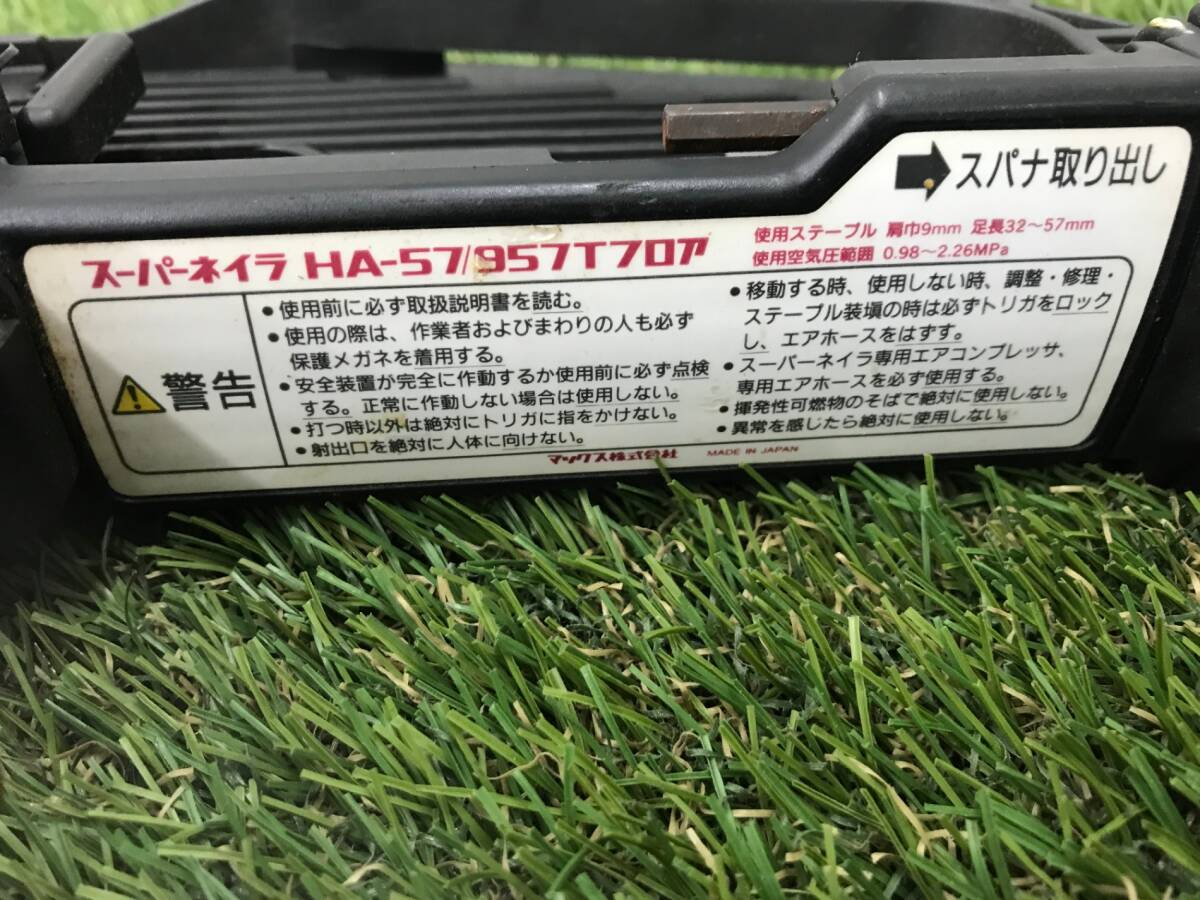 スパナ取り出し
スーパーネイラ HA-57/957Tフロア
使用ステープル 肩巾9mm 足長32～57mm
使用空気圧範囲 0.98～2.26MPa
警告
・使用前に必ず取扱説明書を読む。
・使用の際は、作業者およびまわりの人も必ず
保護メガネを着用する。
・安全装置が完全に作動するか使用前に必ず点検
する。正常に作動しない場合は使用しない。
・打つ時以外は絶対にトリガに指をかけない。
・射出口を絶対に人体に向けない。
・移動する時、使用しない時、調整・修理・
ステープル装填の時は必ずトリガをロック
し、エアホースをはずす。
・スーパーネイラ専用エアコンプレッサ、
専用エアホースを必ず使用する。
・揮発性可燃物のそばで絶対に使用しない。
・異常を感じたら絶対に使用しない。
マックス株式会社 MADE IN JAPAN